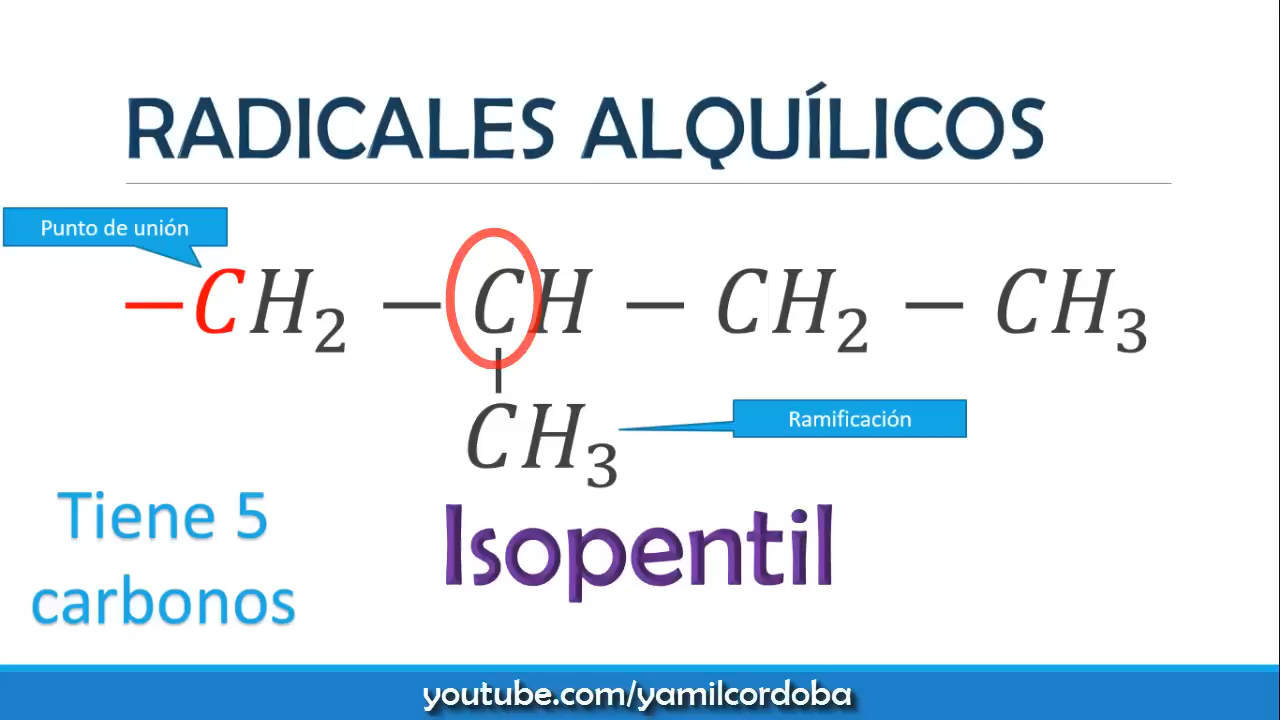 RADICALES ALQUÍLICOS
Punto de unión
−CH₂ − CH − CH₂ − CH₃
|
CH₃
Ramificación
Tiene 5
carbonos
Isopentil
youtube.com/yamilcordoba